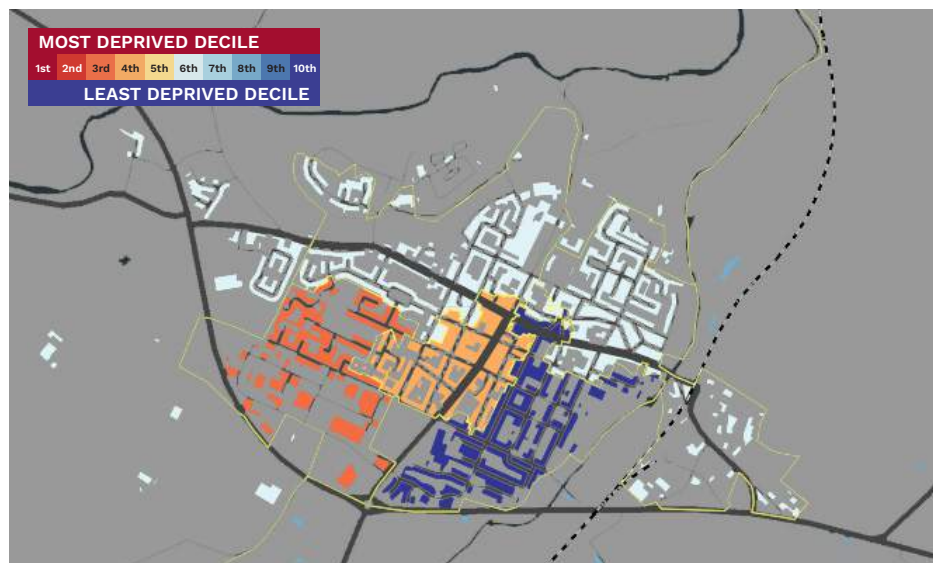 MOST DEPRIVED DECILE
1st 2nd 3rd 4th 5th 6th 7th 8th 9th 10th
LEAST DEPRIVED DECILE